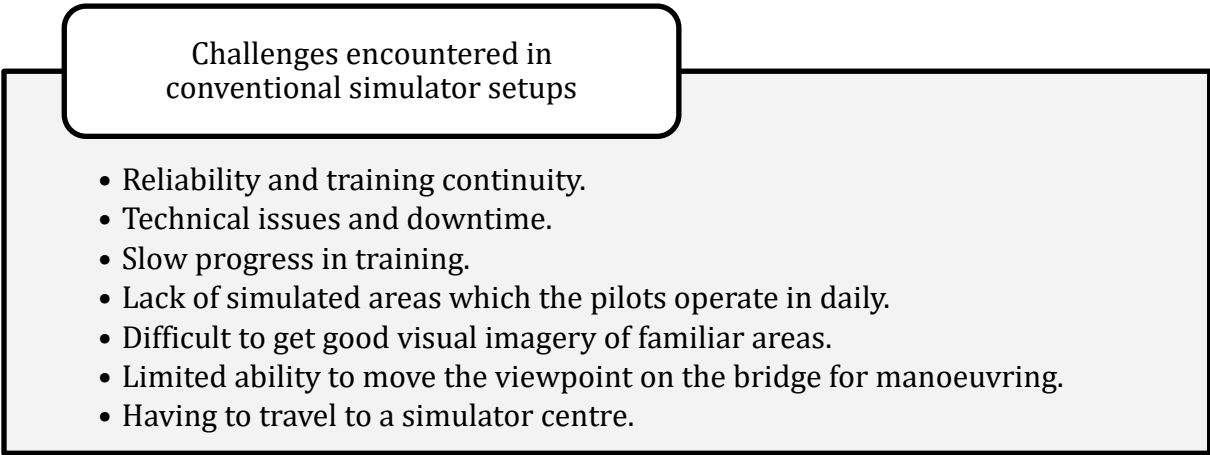 Challenges encountered in
conventional simulator setups
• Reliability and training continuity.
• Technical issues and downtime.
• Slow progress in training.
• Lack of simulated areas which the pilots operate in daily.
• Difficult to get good visual imagery of familiar areas.
• Limited ability to move the viewpoint on the bridge for manoeuvring.
• Having to travel to a simulator centre.